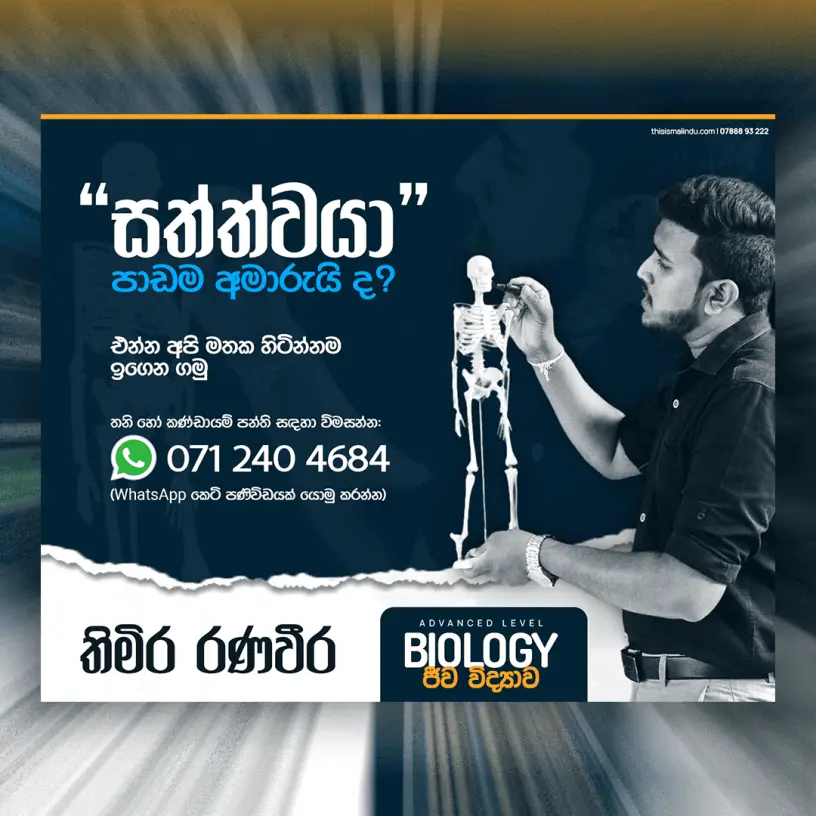 thisismalindu.com | 07888 93 222
“සත්ත්වයා”
පාඩම අමාරුයි ද?
එන්න අපි මතක හිටින්නම
ඉගෙන ගමු
තනි හෝ කණ්ඩායම් පන්ති සඳහා විමසන්න:
071 240 4684
(WhatsApp කෙටි පණිවිඩයක් යොමු කරන්න)
තිමිර රණවීර
ADVANCED LEVEL
BIOLOGY
ජීව විද්‍යාව